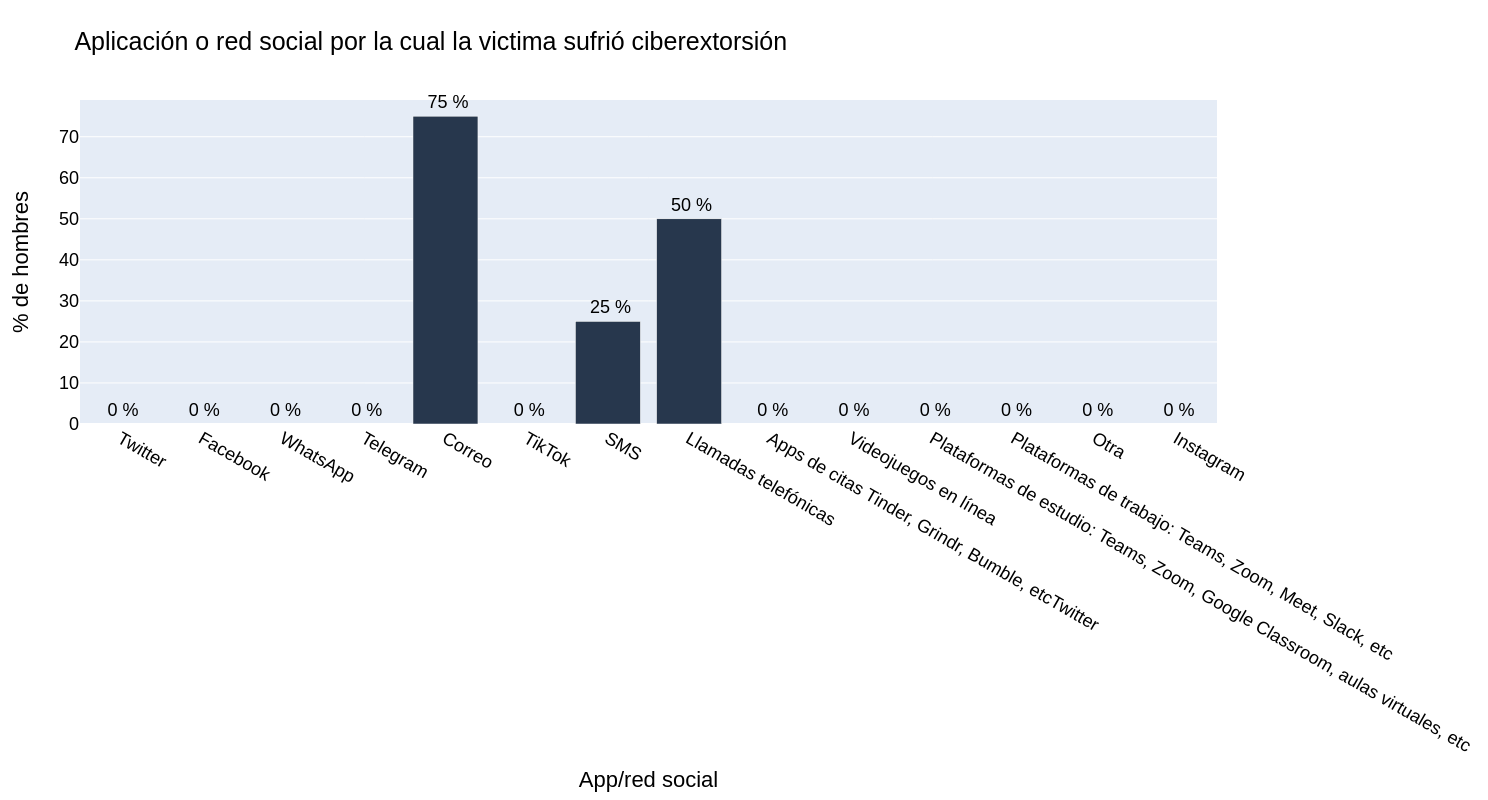 Aplicación o red social por la cual la victima sufrió ciberextorsión
% de hombres
70
60
50
40
30
20
10
0
0 %
0 %
0 %
0 %
75 %
0 %
25 %
50 %
0 %
0 %
0 %
0 %
0 %
0 %
Twitter
Facebook
WhatsApp
Telegram
Correo
TikTok
SMS
Llamadas telefónicas
Apps de citas Tinder, Grindr, Bumble, etcTwitter
Videojuegos en línea
Plataformas de estudio: Teams, Zoom, Google Classroom, aulas virtuales, etc
Plataformas de trabajo: Teams, Zoom, Meet, Slack, etc
Otra
Instagram
App/red social